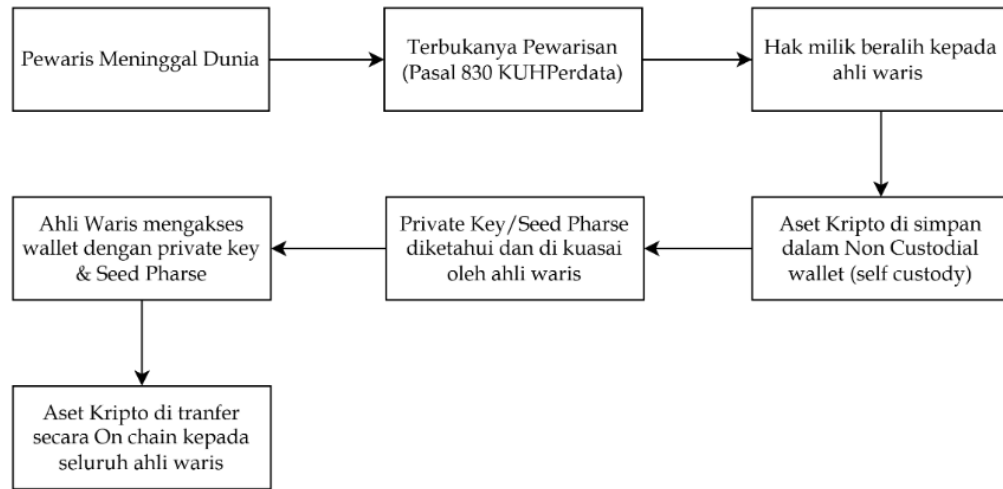 Pewaris Meninggal Dunia
Terbukanya Pewarisan
(Pasal 830 KUHPerdata)
Hak milik beralih kepada
ahli waris
Aset Kripto di simpan
dalam Non Custodial
wallet (self custody)
Private Key/Seed Pharse
diketahui dan di kuasai
oleh ahli waris
Ahli Waris mengakses
wallet dengan private key
& Seed Pharse
Aset Kripto di tranfer
secara On chain kepada
seluruh ahli waris